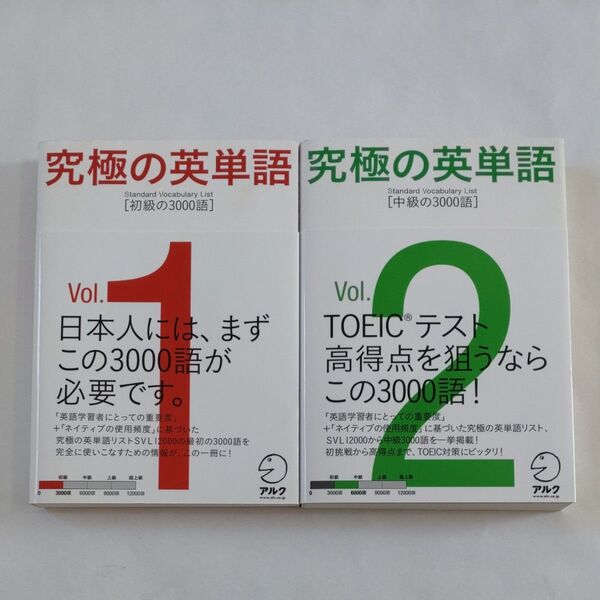 究極の英単語
Standard Vocabulary List
[初級の3000語]
Vol.1
日本人には、まず
この3000語が
必要です。
「英語学習者にとっての重要度」
+「ネイティブの使用頻度」に基づいた
究極の英単語リストSVL12000の最初の3000語を
完全に使いこなすための情報が、この一冊に!
初級 中級 上級 超上級
0 3000語 6000語 9000語 12000語
アルク
www.alc.co.jp
究極の英単語
Standard Vocabulary List
[中級の3000語]
Vol.2
TOEIC®テスト
高得点を狙うなら
この3000語!
「英語学習者にとっての重要度」
+「ネイティブの使用頻度」に基づいた究極の英単語リスト、
SVL12000から中級3000語を一挙掲載!
初挑戦から高得点まで、TOEIC対策にピッタリ!
初級 中級 上級 超上級
0 3000語 6000語 9000語 12000語
アルク
www.alc.co.jp